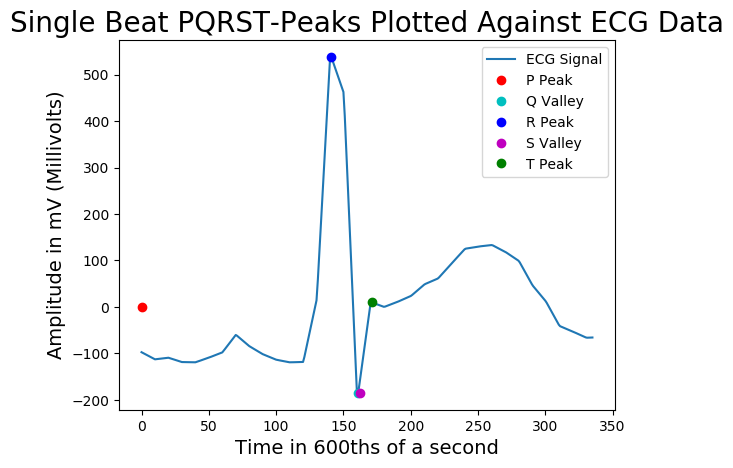 Single Beat PQRST-Peaks Plotted Against ECG Data
Amplitude in mV (Millivolts)
500
400
300
200
100
0
−100
−200
ECG Signal
P Peak
Q Valley
R Peak
S Valley
T Peak
0 50 100 150 200 250 300 350
Time in 600ths of a second